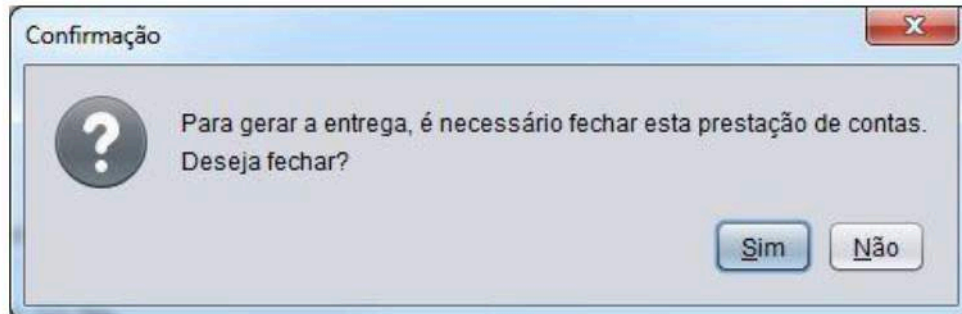 Confirmação
Para gerar a entrega, é necessário fechar esta prestação de contas.
Deseja fechar?
Sim
Não